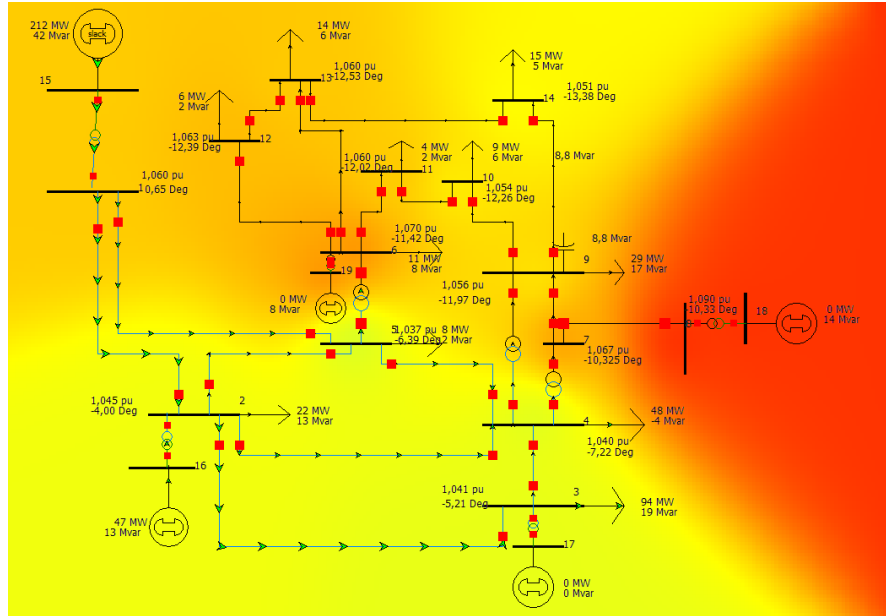 212 MW
42 Mvar
slack
15
14 MW
6 Mvar
1,060 pu
-12,53 Deg
13
15 MW
5 Mvar
1,051 pu
-13,38 Deg
14
6 MW
2 Mvar
1,063 pu
-12,39 Deg
12
4 MW
2 Mvar
1,060 pu
-12,02 Deg
11
9 MW
6 Mvar
10
1,054 pu
-12,26 Deg
8,8 Mvar
1,060 pu
1
0,65 Deg
1,070 pu
-11,42 Deg
6
11 MW
8 Mvar
19
0 MW
8 Mvar
8,8 Mvar
9
29 MW
17 Mvar
1,056 pu
-11,97 Deg
1,090 pu
-10,33 Deg
8
18
0 MW
14 Mvar
5
1,037 pu
-6,39 Deg
8 MW
2 Mvar
7
1,067 pu
-10,325 Deg
1,045 pu
-4,00 Deg
2
22 MW
13 Mvar
4
48 MW
-4 Mvar
1,040 pu
-7,22 Deg
16
47 MW
13 Mvar
1,041 pu
-5,21 Deg
3
94 MW
19 Mvar
17
0 MW
0 Mvar